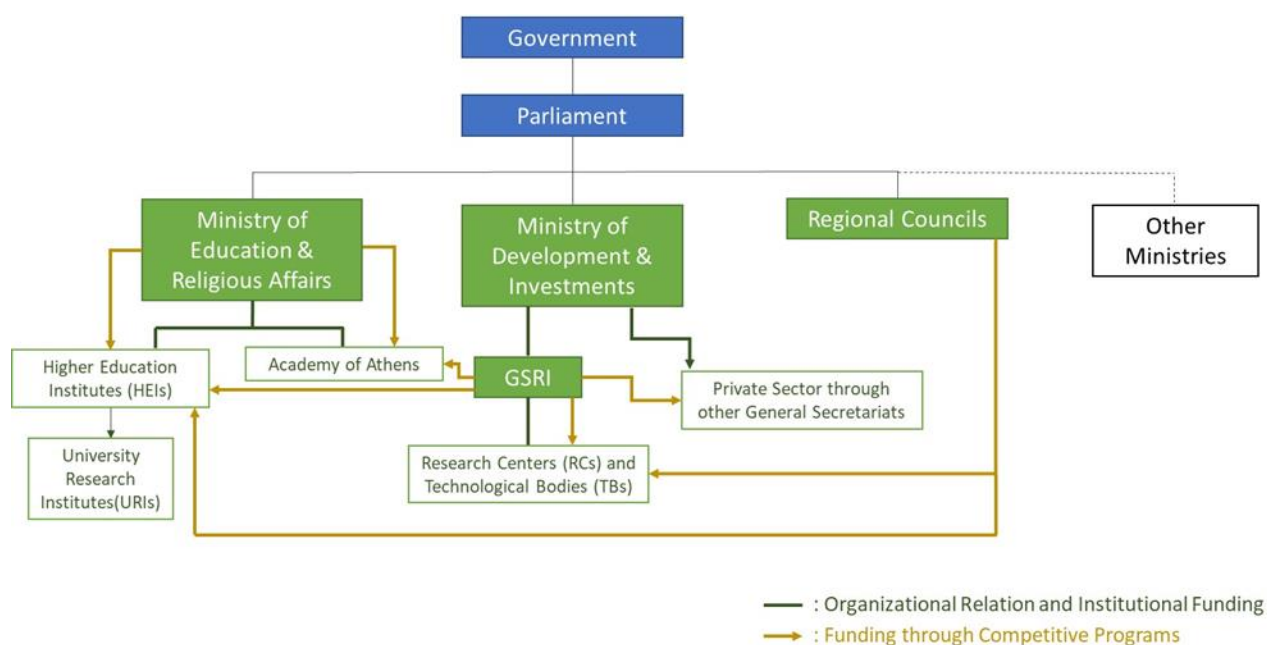 Government
Parliament
Ministry of
Education &
Religious Affairs
Ministry of
Development &
Investments
Regional Councils
Other
Ministries
Higher Education
Institutes (HEIs)
Academy of Athens
GSRI
Private Sector through
other General Secretariats
University
Research
Institutes(URIs)
Research Centers (RCs) and
Technological Bodies (TBs)
: Organizational Relation and Institutional Funding
: Funding through Competitive Programs